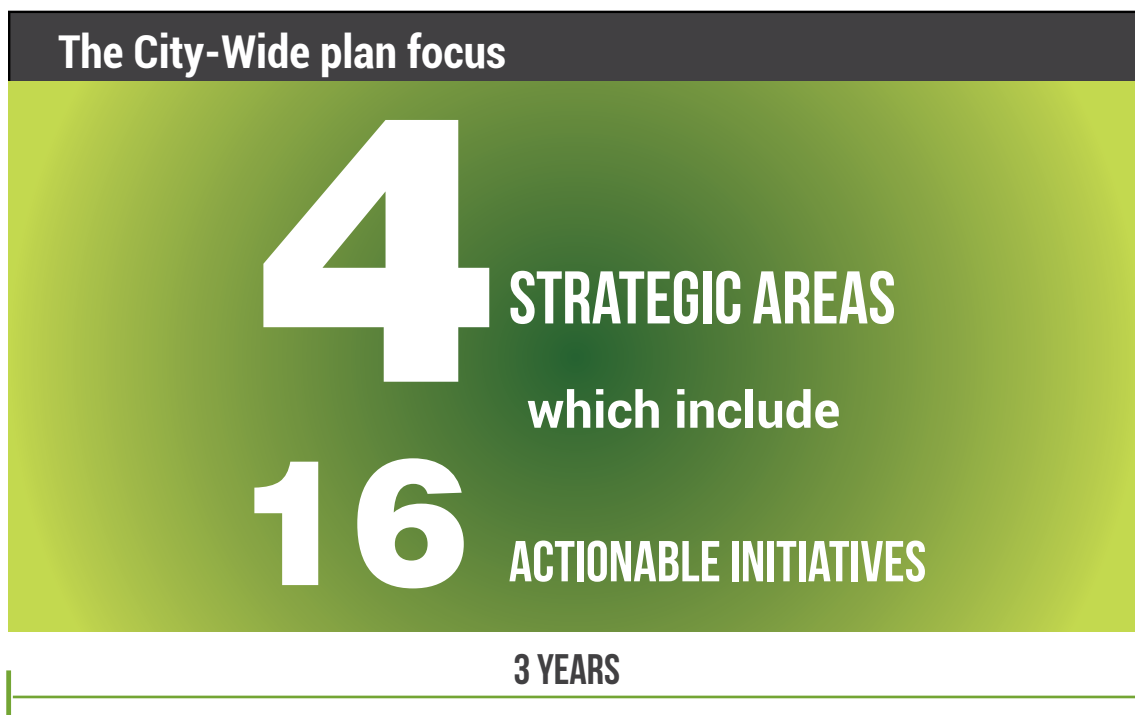 The City-Wide plan focus
4 STRATEGIC AREAS
which include
16 ACTIONABLE INITIATIVES
3 YEARS